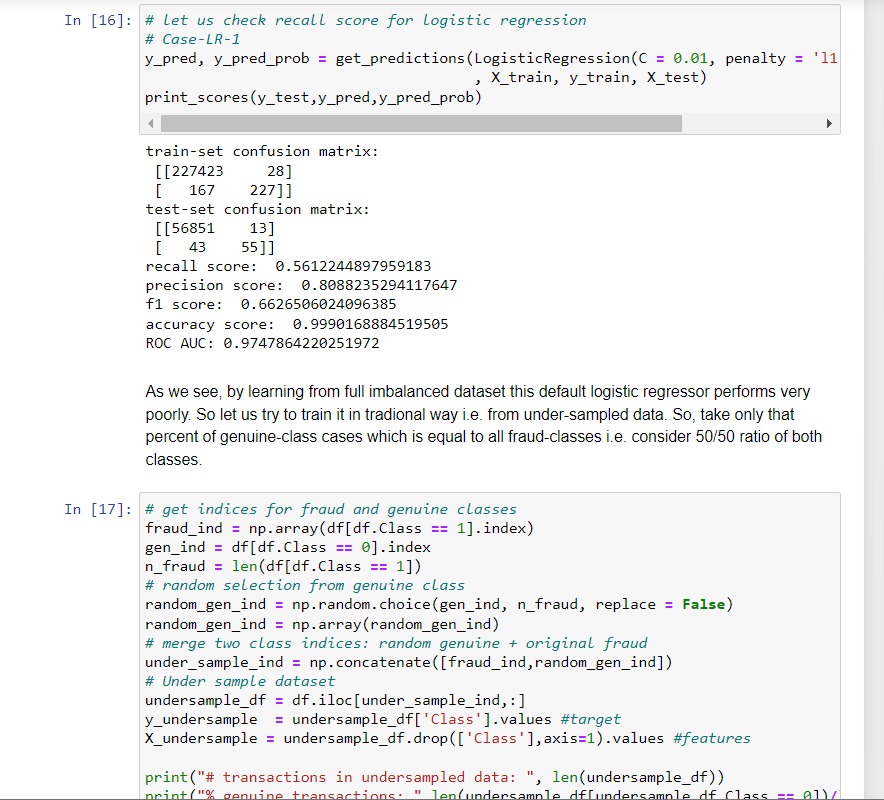 In [16]: # let us check recall score for logistic regression
# Case-LR-1
y_pred, y_pred_prob = get_predictions(LogisticRegression(C = 0.01, penalty = 'l1
, X_train, y_train, X_test)
print_scores(y_test,y_pred,y_pred_prob)
train-set confusion matrix:
[[227423     28]
[   167    227]]
test-set confusion matrix:
[[56851    13]
[   43    55]]
recall score:  0.5612244897959183
precision score:  0.8088235294117647
f1 score:  0.6626506024096385
accuracy score:  0.9990168884519505
ROC AUC: 0.9747864220251972
As we see, by learning from full imbalanced dataset this default logistic regressor performs very
poorly. So let us try to train it in tradional way i.e. from under-sampled data. So, take only that
percent of genuine-class cases which is equal to all fraud-classes i.e. consider 50/50 ratio of both
classes.
In [17]: # get indices for fraud and genuine classes
fraud_ind = np.array(df[df.Class == 1].index)
gen_ind = df[df.Class == 0].index
n_fraud = len(df[df.Class == 1])
# random selection from genuine class
random_gen_ind = np.random.choice(gen_ind, n_fraud, replace = False)
random_gen_ind = np.array(random_gen_ind)
# merge two class indices: random genuine + original fraud
under_sample_ind = np.concatenate([fraud_ind,random_gen_ind])
# Under sample dataset
undersample_df = df.iloc[under_sample_ind,:]
y_undersample  = undersample_df['Class'].values #target
X_undersample = undersample_df.drop(['Class'],axis=1).values #features
print("# transactions in undersampled data: ", len(undersample_df))
print("% genuine transactions: ",len(undersample_df[undersample_df.Class == 0])/